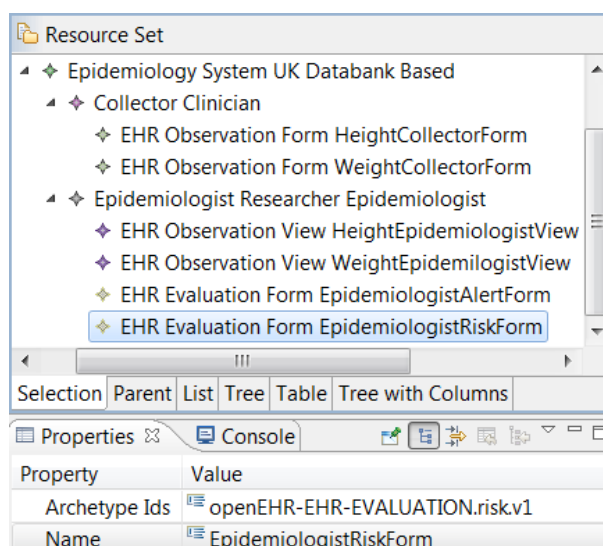 Resource Set
Epidemiology System UK Databank Based
Collector Clinician
EHR Observation Form HeightCollectorForm
EHR Observation Form WeightCollectorForm
Epidemiologist Researcher Epidemiologist
EHR Observation View HeightEpidemiologistView
EHR Observation View WeightEpidemilogistView
EHR Evaluation Form EpidemiologistAlertForm
EHR Evaluation Form EpidemiologistRiskForm
Selection Parent List Tree Table Tree with Columns
Properties Console
Property Value
Archetype Ids openEHR-EHR-EVALUATION.risk.v1
Name EpidemiologistRiskForm